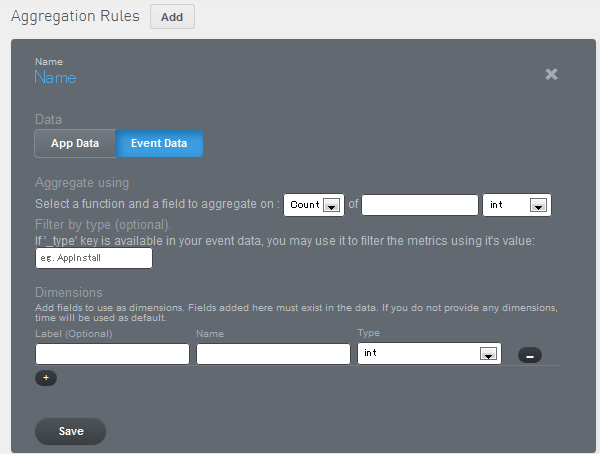 Aggregation Rules Add
Name
Name
Data
App Data Event Data
Aggregate using
Select a function and a field to aggregate on : Count of int
Filter by type (optional).
If '_type' key is available in your event data, you may use it to filter the metrics using it's value:
eg. AppInstall
Dimensions
Add fields to use as dimensions. Fields added here must exist in the data. If you do not provide any dimensions,
time will be used as default.
Label (Optional) Name Type
int
Save